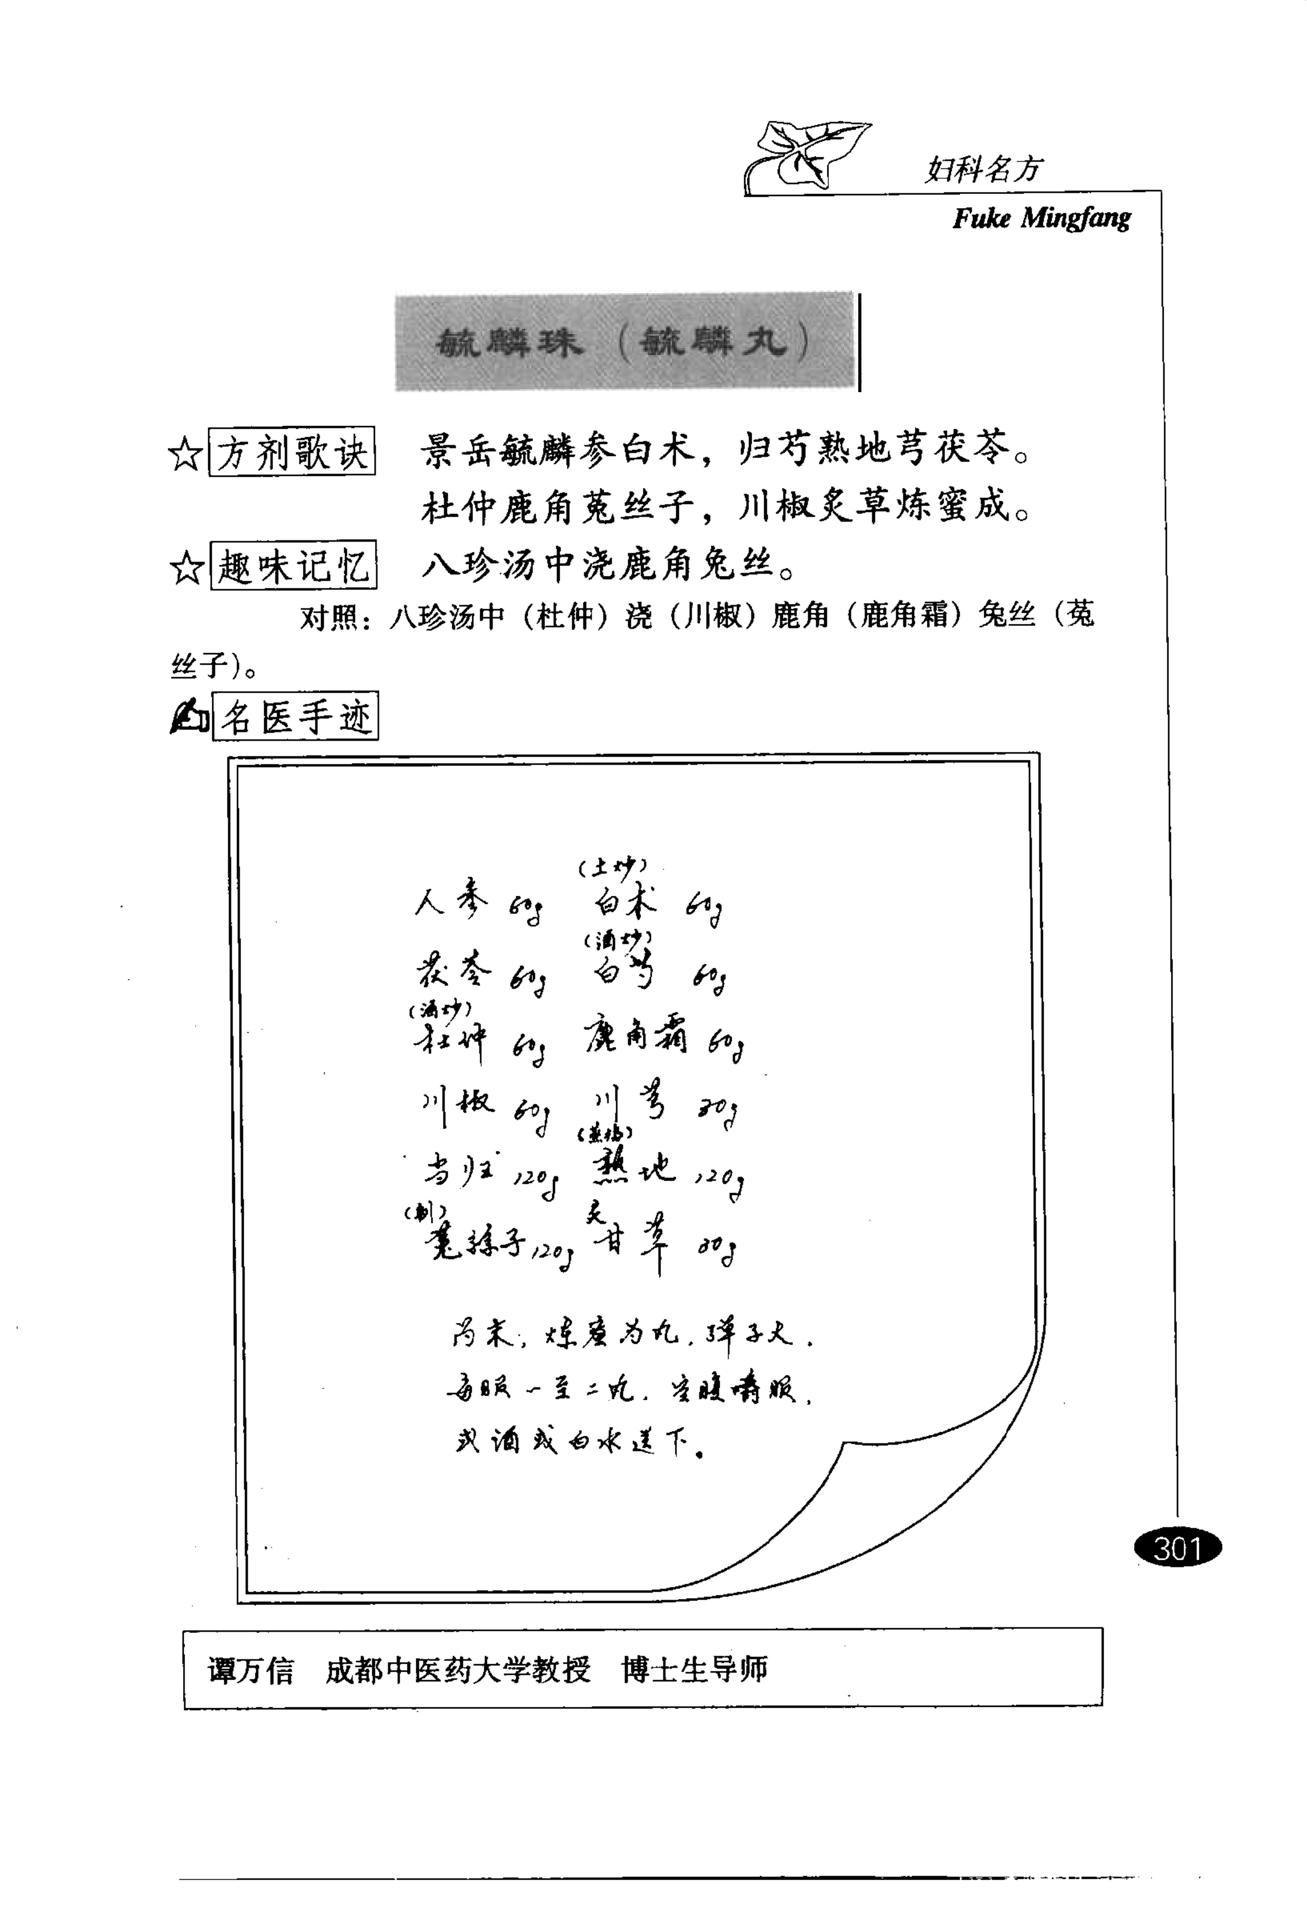 妇科名方
Fuke Mingfang
毓麟珠（毓麟丸）
☆方剂歌诀 景岳毓麟参白术，归芍熟地芎茯苓。
杜仲鹿角菟丝子，川椒炙草炼蜜成。
☆趣味记忆 八珍汤中浇鹿角兔丝。
对照：八珍汤中（杜仲）浇（川椒）鹿角（鹿角霜）兔丝（菟
丝子）。
名医手迹
（土炒）
人参 60g 白术 60g
（酒炒）
茯苓 60g 白芍 60g
（酒炒）
杜仲 60g 鹿角霜 60g
川椒 60g 川芎 30g
（蒸捣）
当归 120g 熟地 120g
（制） 炙
菟丝子 120g 甘草 30g
为末，炼蜜为丸，弹子大，
每服一至二丸，空腹嚼服，
或酒或白水送下。
301
谭万信 成都中医药大学教授 博士生导师